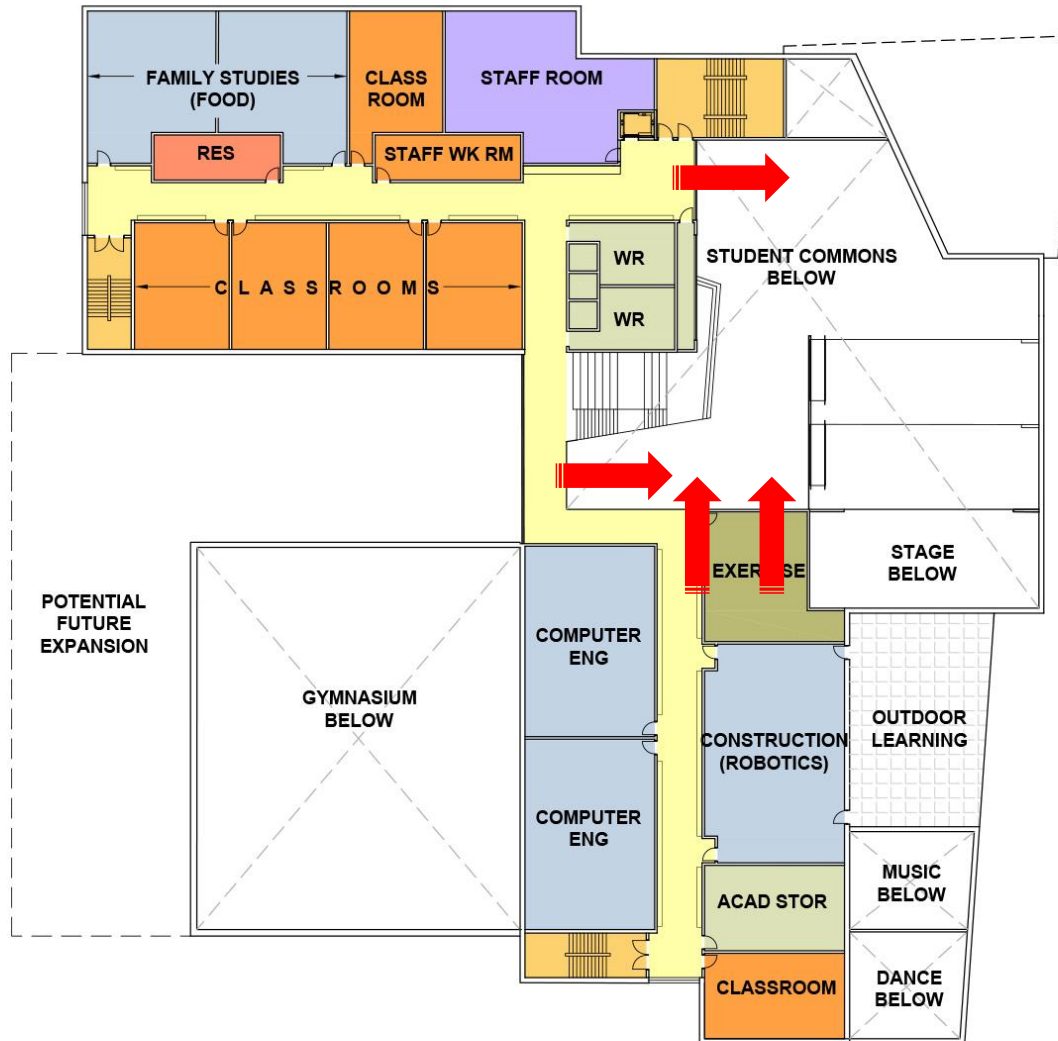 FAMILY STUDIES
(FOOD)
CLASS
ROOM
STAFF ROOM
RES
STAFF WK RM
C L A S S R O O M S
WR
WR
STUDENT COMMONS
BELOW
POTENTIAL
FUTURE
EXPANSION
GYMNASIUM
BELOW
COMPUTER
ENG
COMPUTER
ENG
STAGE
BELOW
CONSTRUCTION
(ROBOTICS)
OUTDOOR
LEARNING
ACAD STOR
MUSIC
BELOW
CLASSROOM
DANCE
BELOW